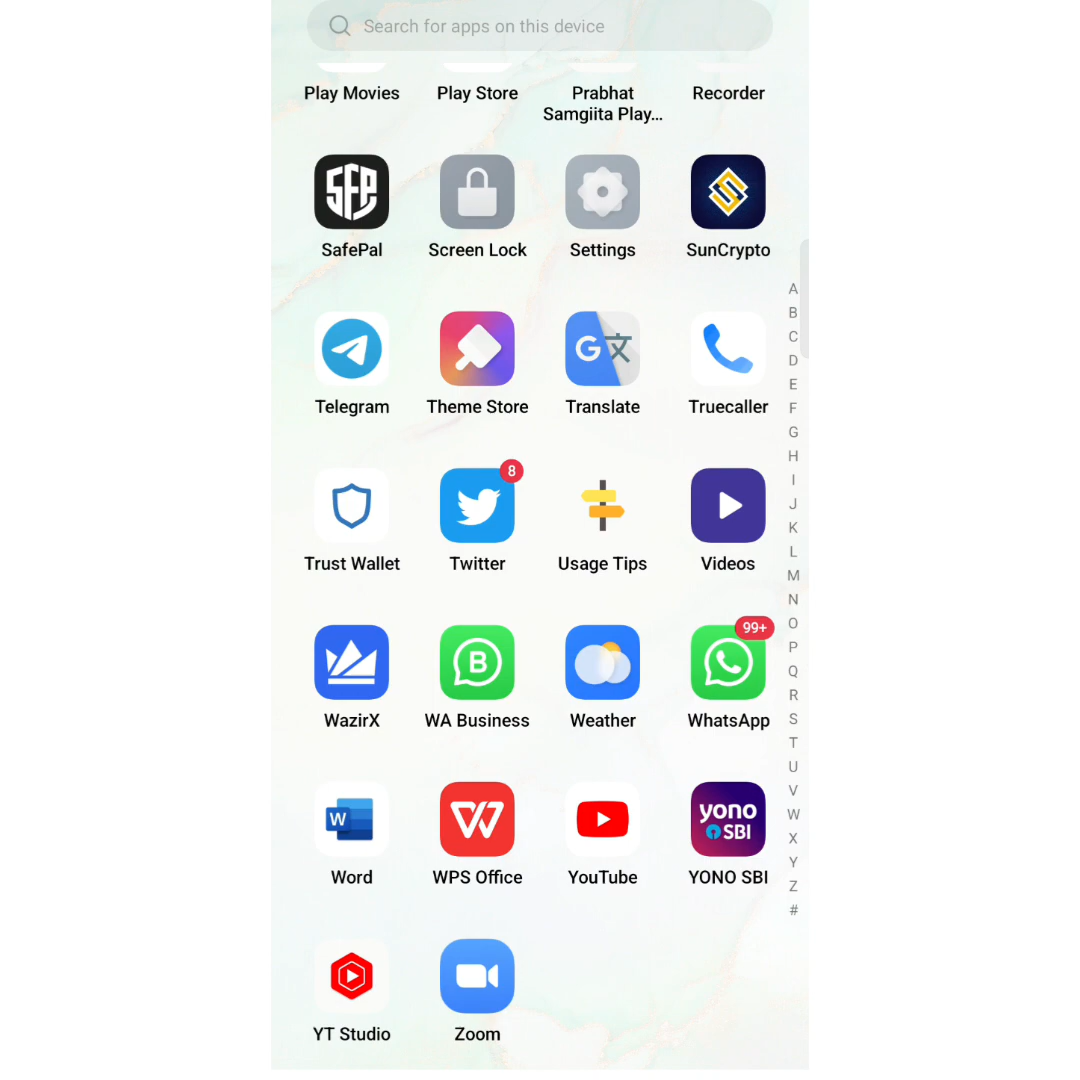 Search for apps on this device
Play Movies Play Store Prabhat Recorder
Samgiita Play...
SFP
SafePal Screen Lock Settings SunCrypto
A
B
C
D
E
F
G
H
I
J
K
L
M
N
O
P
Q
R
S
T
U
V
W
X
Y
Z
#
G 文
Telegram Theme Store Translate Truecaller
8
Trust Wallet Twitter Usage Tips Videos
99+
B
WazirX WA Business Weather WhatsApp
W W yono
SBI
Word WPS Office YouTube YONO SBI
YT Studio Zoom